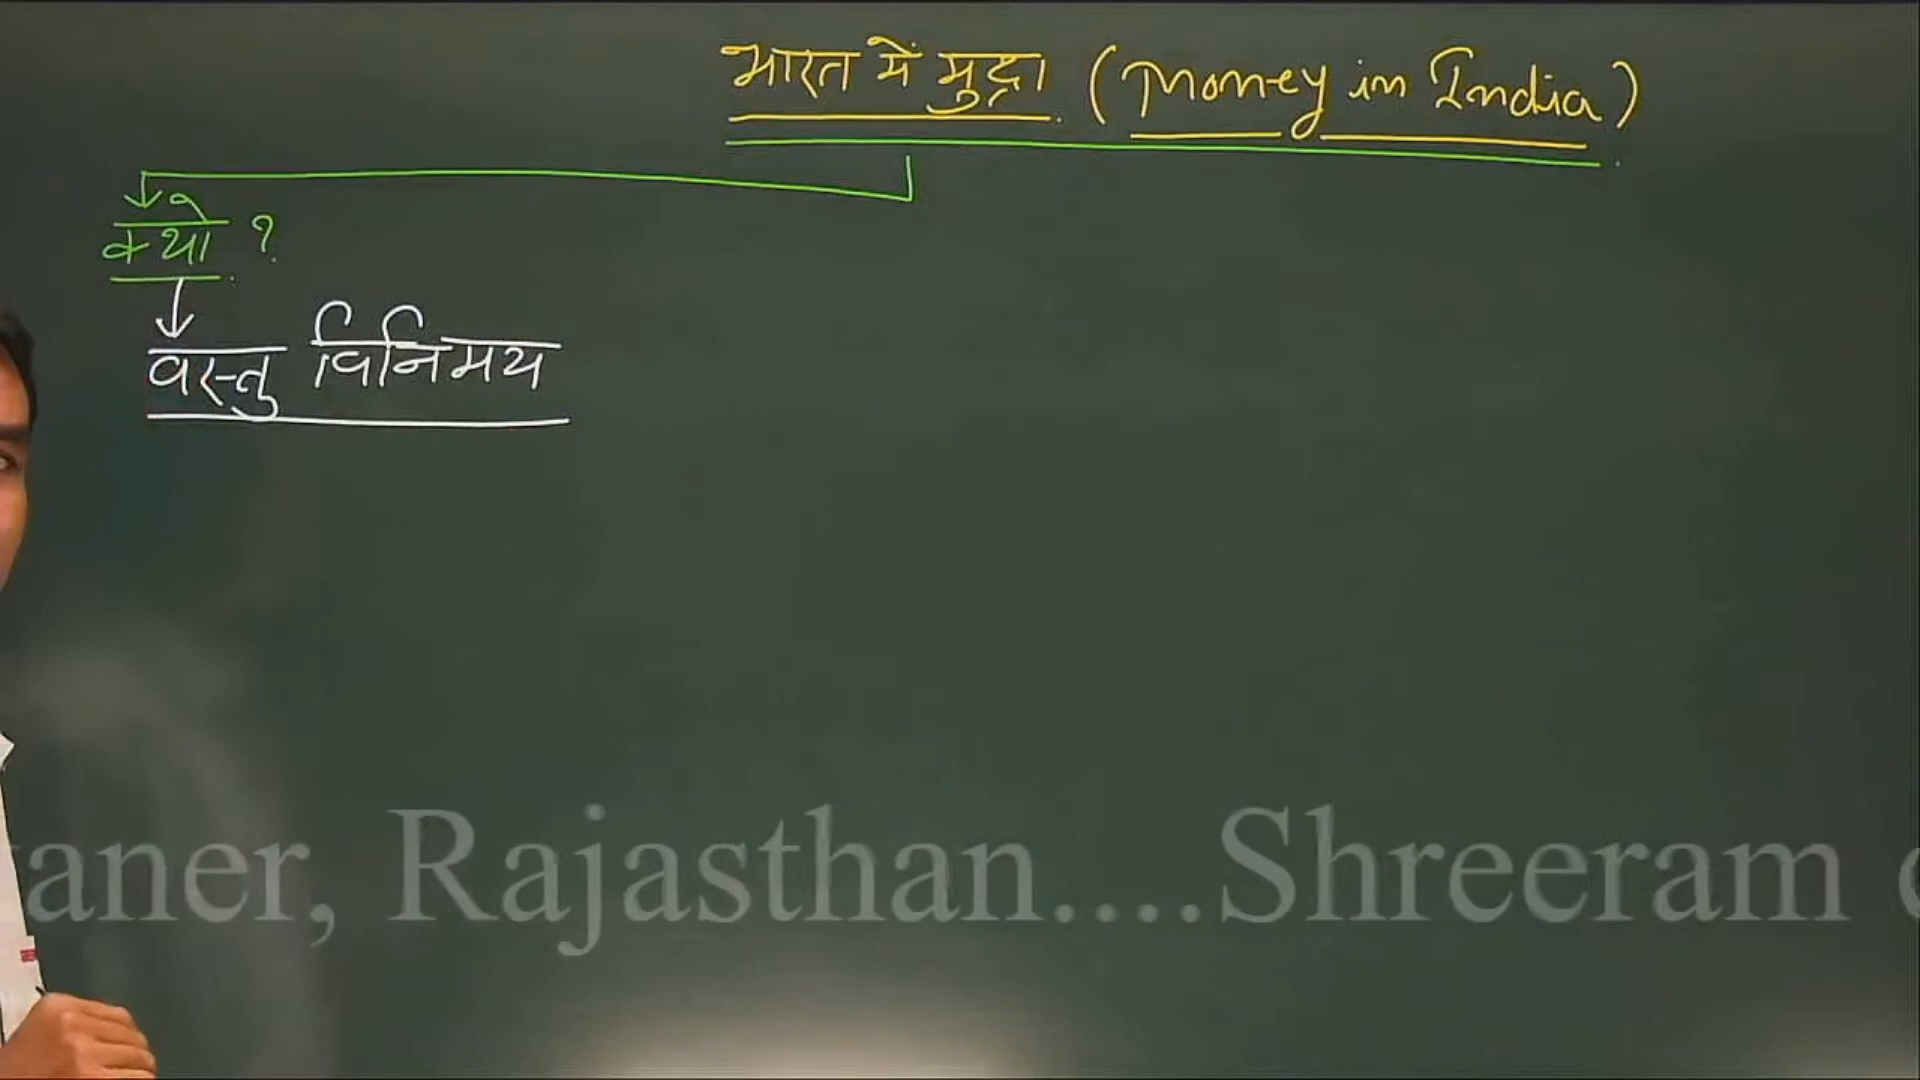 भारत में मुद्रा (Money in India)
क्यो ?
वस्तु विनिमय
aner, Rajasthan....Shreeram